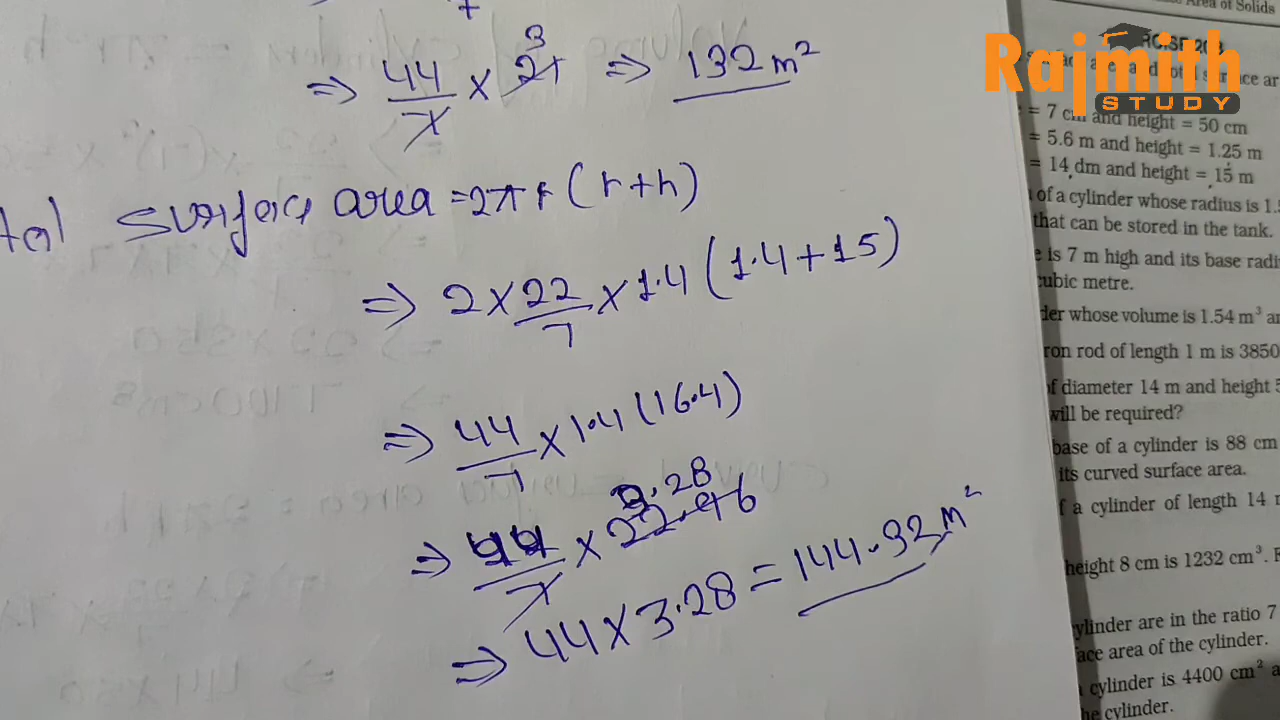 ⇒ 44/7 × 21 3 ⇒ 132 m²
tal Surface area = 2πr (r+h)
⇒ 2 × 22/7 × 1.4 (1.4 + 15)
⇒ 44/7 × 1.4 (16.4)
3.28
⇒ 44/7 × 22.96
⇒ 44 × 3.28 = 144.32 m²
Area of Solids
Rajmith
STUDY
= 7 cm and height = 50 cm
= 5.6 m and height = 1.25 m
= 14 dm and height = 15 m
of a cylinder whose radius is 1.5
that can be stored in the tank.
e is 7 m high and its base radi
cubic metre.
der whose volume is 1.54 m³ an
ron rod of length 1 m is 3850
of diameter 14 m and height 5
will be required?
base of a cylinder is 88 cm
its curved surface area.
f a cylinder of length 14 m
height 8 cm is 1232 cm³. F
ylinder are in the ratio 7
ace area of the cylinder.
cylinder is 4400 cm² a
he cylinder.